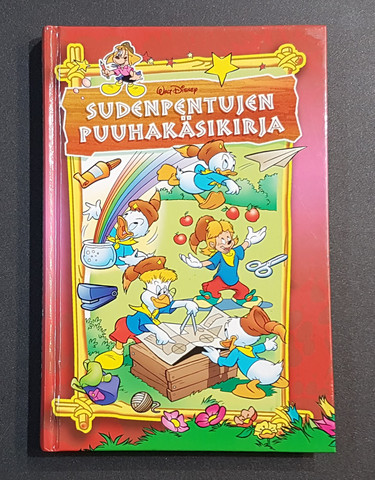 Walt Disney
SUDENPENTUJEN
PUUHAKÄSIKIRJA